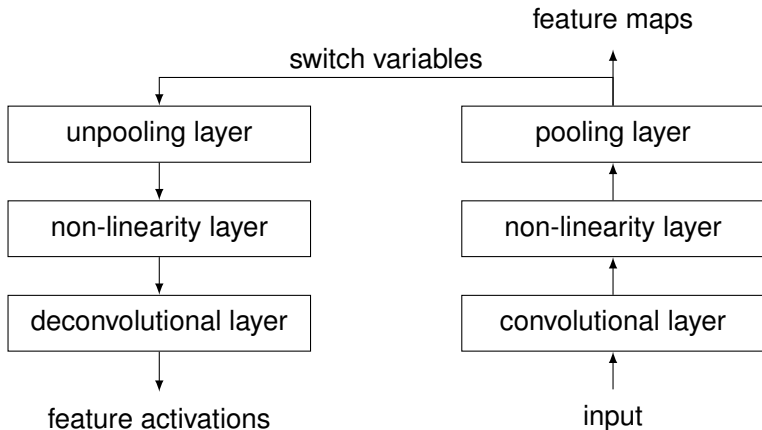 feature maps
switch variables
unpooling layer
pooling layer
non-linearity layer
non-linearity layer
deconvolutional layer
convolutional layer
feature activations
input